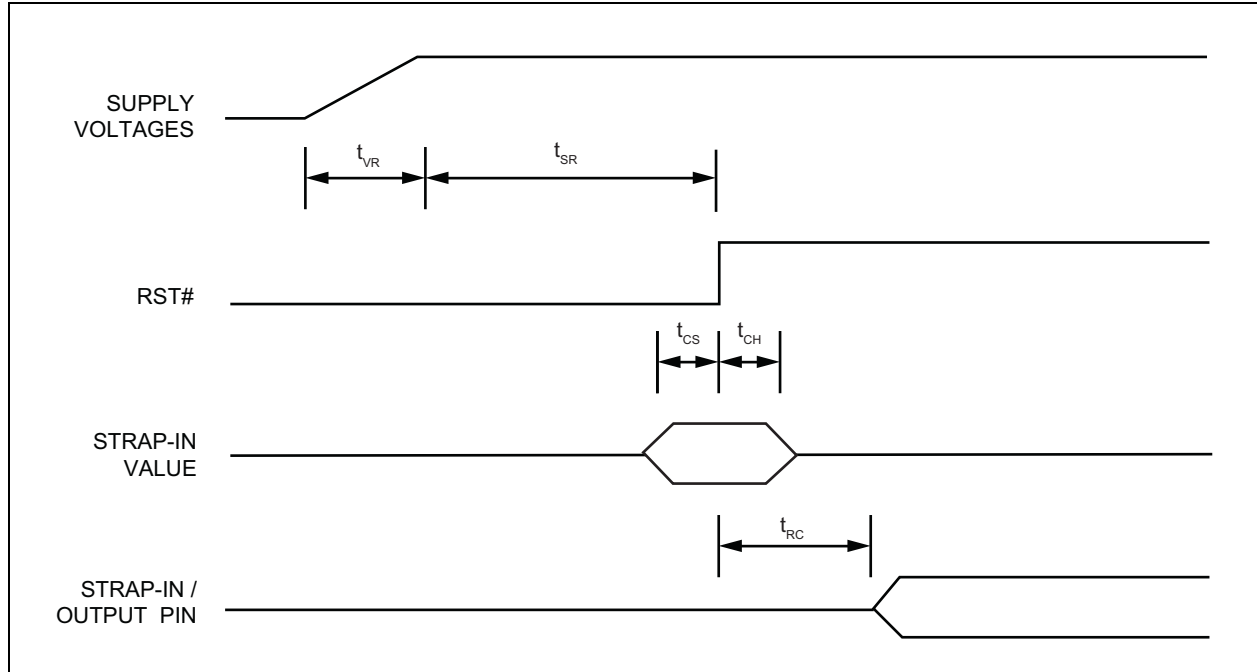 SUPPLY
VOLTAGES
tVR
tSR
RST#
tCS
tCH
STRAP-IN
VALUE
tRC
STRAP-IN /
OUTPUT PIN